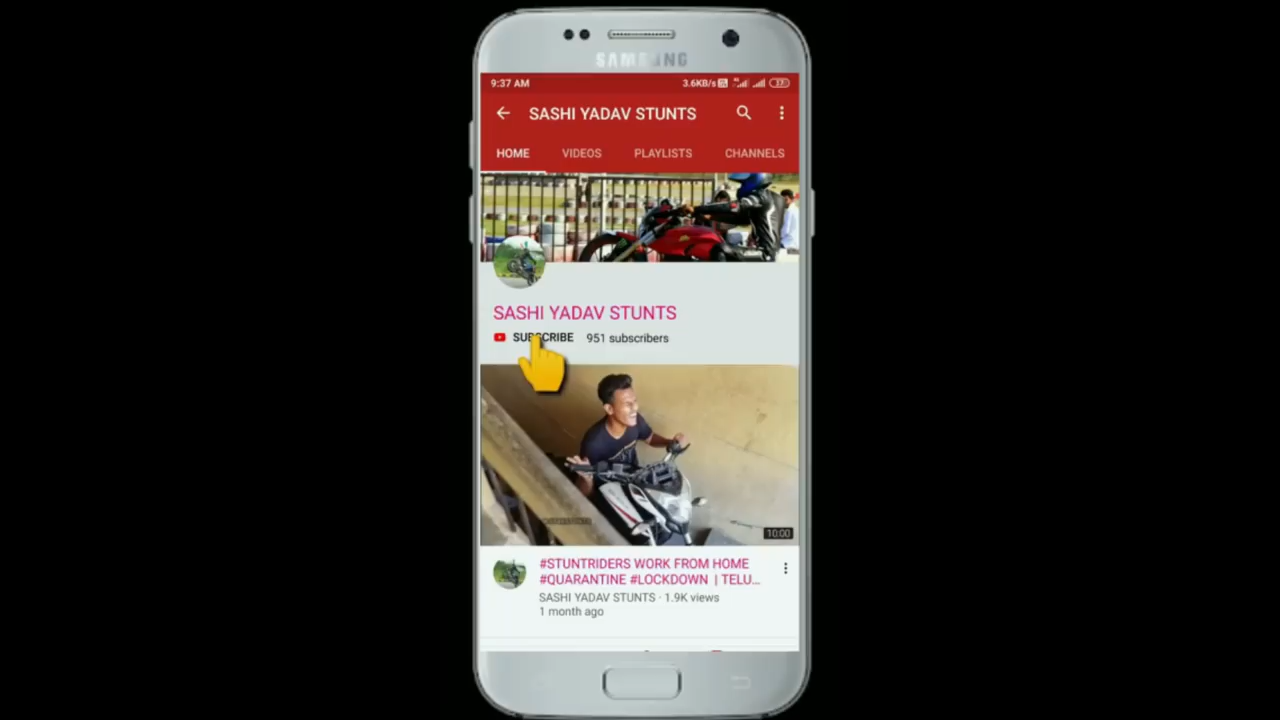 SAMSUNG
9:37 AM
3.6KB/s
SASHI YADAV STUNTS
HOME VIDEOS PLAYLISTS CHANNELS
SASHI YADAV STUNTS
SUBSCRIBE 951 subscribers
10:00
#STUNTRIDERS WORK FROM HOME
#QUARANTINE #LOCKDOWN | TELU...
SASHI YADAV STUNTS · 1.9K views
1 month ago